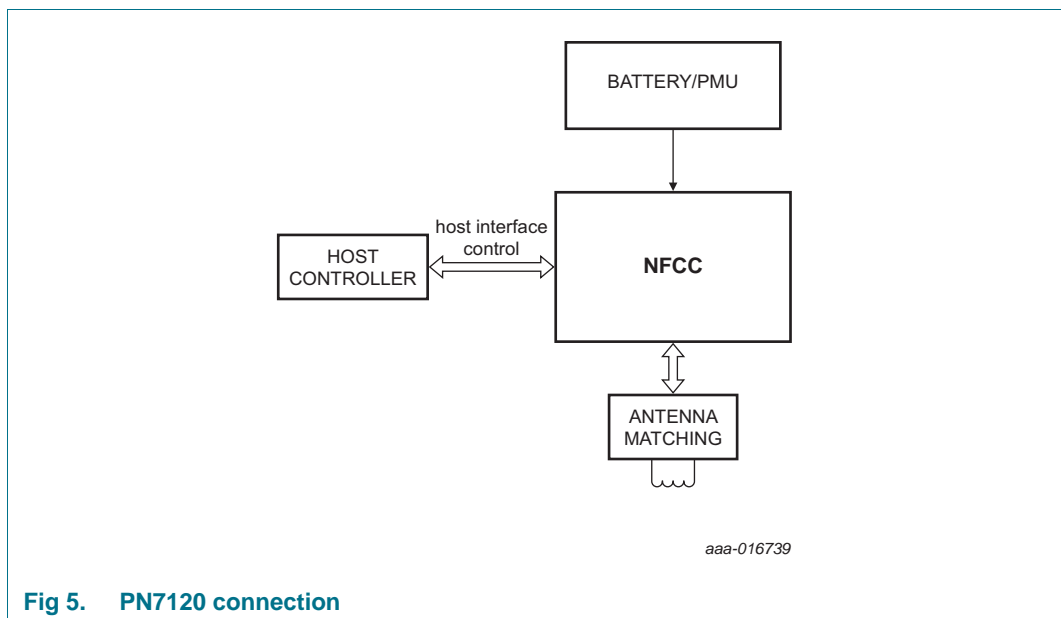 BATTERY/PMU
host interface
control
HOST
CONTROLLER
NFCC
ANTENNA
MATCHING
aaa-016739
Fig 5. PN7120 connection